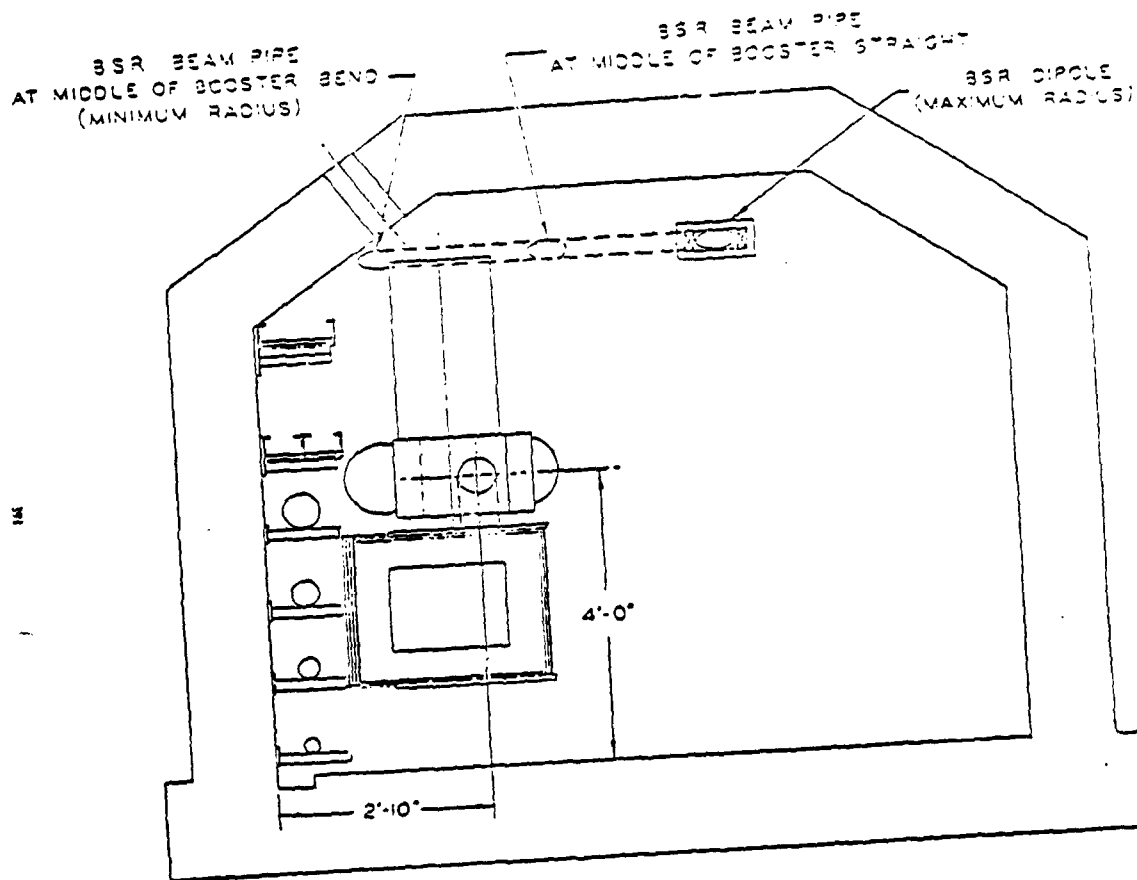 BSR BEAM PIPE
AT MIDDLE OF BOOSTER BEND
(MINIMUM RADIUS)
BSR BEAM PIPE
AT MIDDLE OF BOOSTER STRAIGHT
BSR DIPOLE
(MAXIMUM RADIUS)
4'-0"
2'-10"